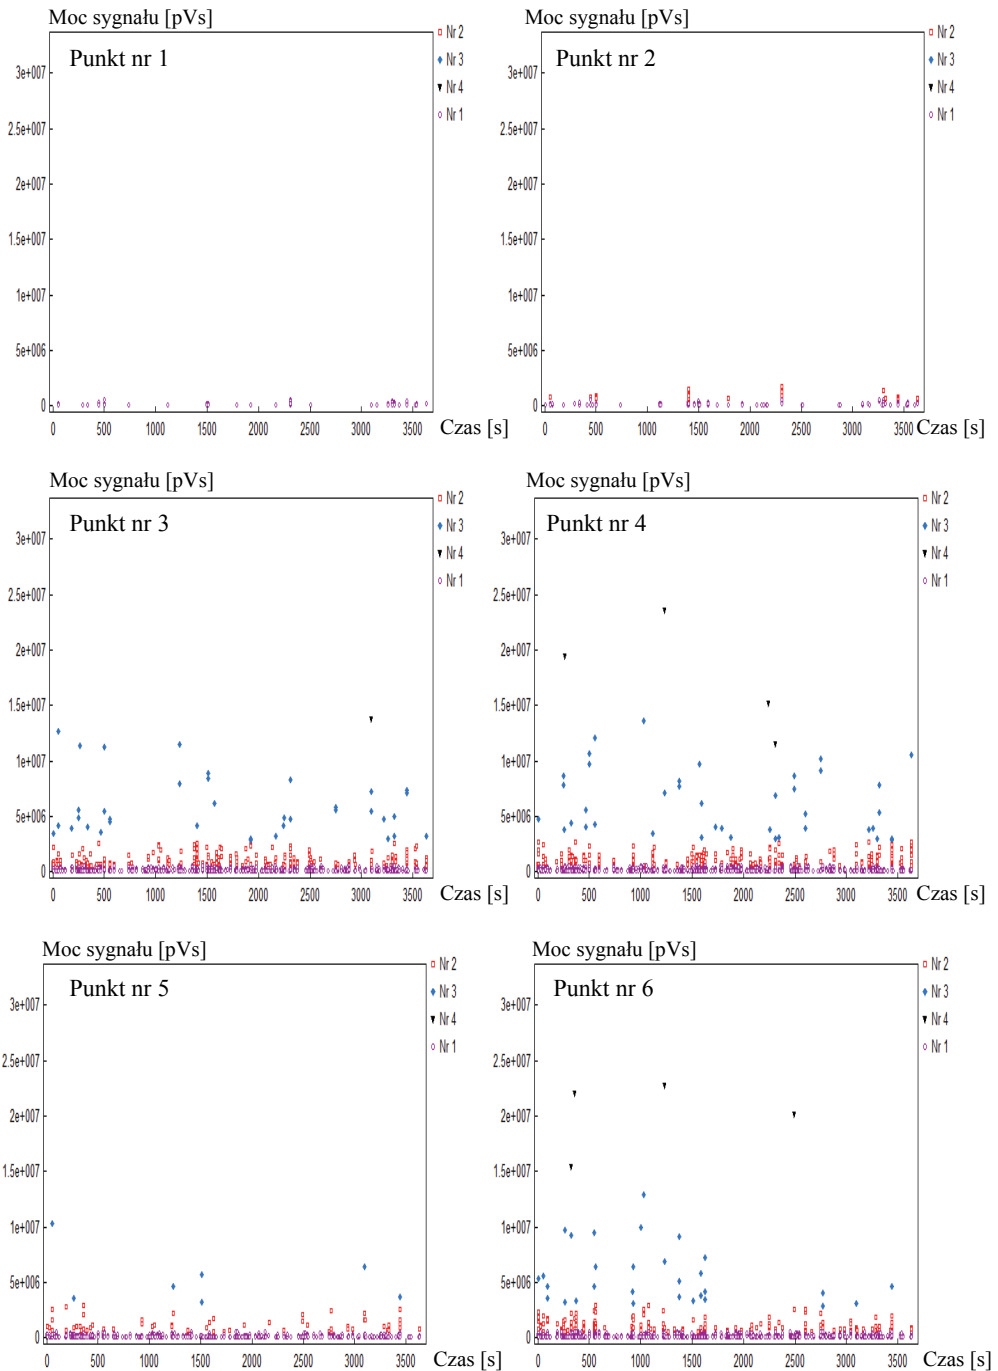 Moc sygnału [pVs]
Punkt nr 1
Nr 2
Nr 3
Nr 4
Nr 1
3e+007
2.5e+007
2e+007
1.5e+007
1e+007
5e+006
0
0 500 1000 1500 2000 2500 3000 3500 Czas [s]
Moc sygnału [pVs]
Punkt nr 2
Nr 2
Nr 3
Nr 4
Nr 1
3e+007
2.5e+007
2e+007
1.5e+007
1e+007
5e+006
0
0 500 1000 1500 2000 2500 3000 3500 Czas [s]
Moc sygnału [pVs]
Punkt nr 3
Nr 2
Nr 3
Nr 4
Nr 1
3e+007
2.5e+007
2e+007
1.5e+007
1e+007
5e+006
0
0 500 1000 1500 2000 2500 3000 3500
Czas [s]
Moc sygnału [pVs]
Punkt nr 4
Nr 2
Nr 3
Nr 4
Nr 1
3e+007
2.5e+007
2e+007
1.5e+007
1e+007
5e+006
0
0 500 1000 1500 2000 2500 3000 3500
Czas [s]
Moc sygnału [pVs]
Punkt nr 5
Nr 2
Nr 3
Nr 4
Nr 1
3e+007
2.5e+007
2e+007
1.5e+007
1e+007
5e+006
0
0 500 1000 1500 2000 2500 3000 3500
Czas [s]
Moc sygnału [pVs]
Punkt nr 6
Nr 2
Nr 3
Nr 4
Nr 1
3e+007
2.5e+007
2e+007
1.5e+007
1e+007
5e+006
0
0 500 1000 1500 2000 2500 3000 3500
Czas [s]